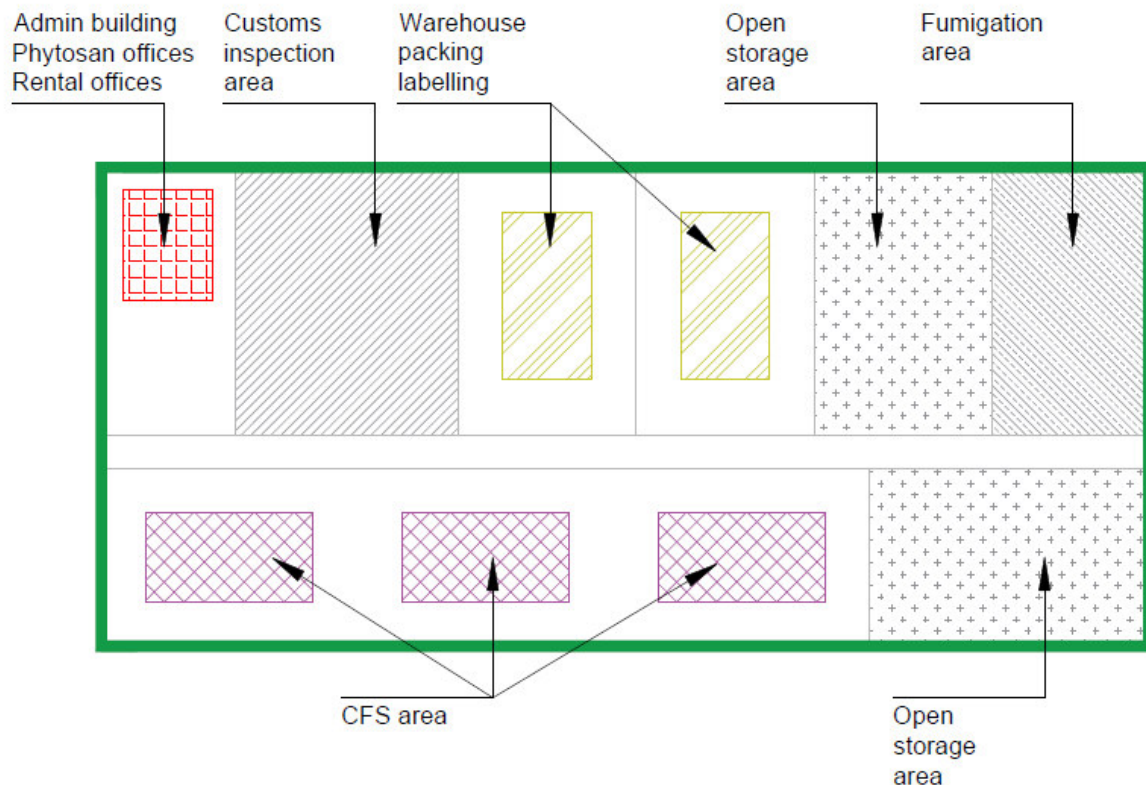 Admin building
Phytosan offices
Rental offices
Customs
inspection
area
Warehouse
packing
labelling
Open
storage
area
Fumigation
area
CFS area
Open
storage
area